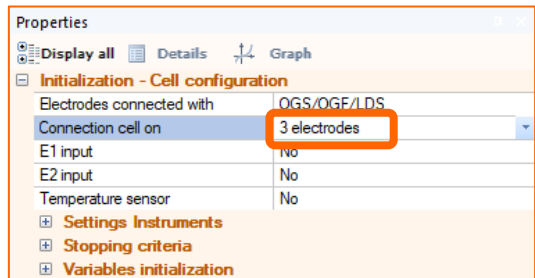 Properties
Display all Details Graph
Initialization - Cell configuration
Electrodes connected with OGS/OGF/LDS
Connection cell on 3 electrodes
E1 input No
E2 input No
Temperature sensor No
Settings Instruments
Stopping criteria
Variables initialization